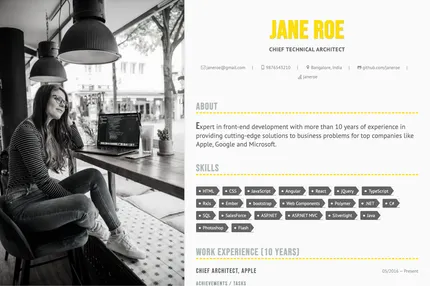 JANE ROE
CHIEF TECHNICAL ARCHITECT
janeroe@gmail.com | 9876543210 | Bangalore, India | github.com/janeroe |
janeroe
ABOUT
Expert in front-end development with more than 10 years of experience in
providing cutting-edge solutions to business problems for top companies like
Apple, Google and Microsoft.
SKILLS
HTML CSS JavaScript Angular React jQuery TypeScript
Rxjs Ember bootstrap Web Components Polymer .NET C#
SQL SalesForce ASP.NET ASP.NET MVC Silverlight Java
Photoshop Flash
WORK EXPERIENCE (10 YEARS)
CHIEF ARCHITECT, APPLE
01/2016 — Present
ACHIEVEMENTS / TASKS